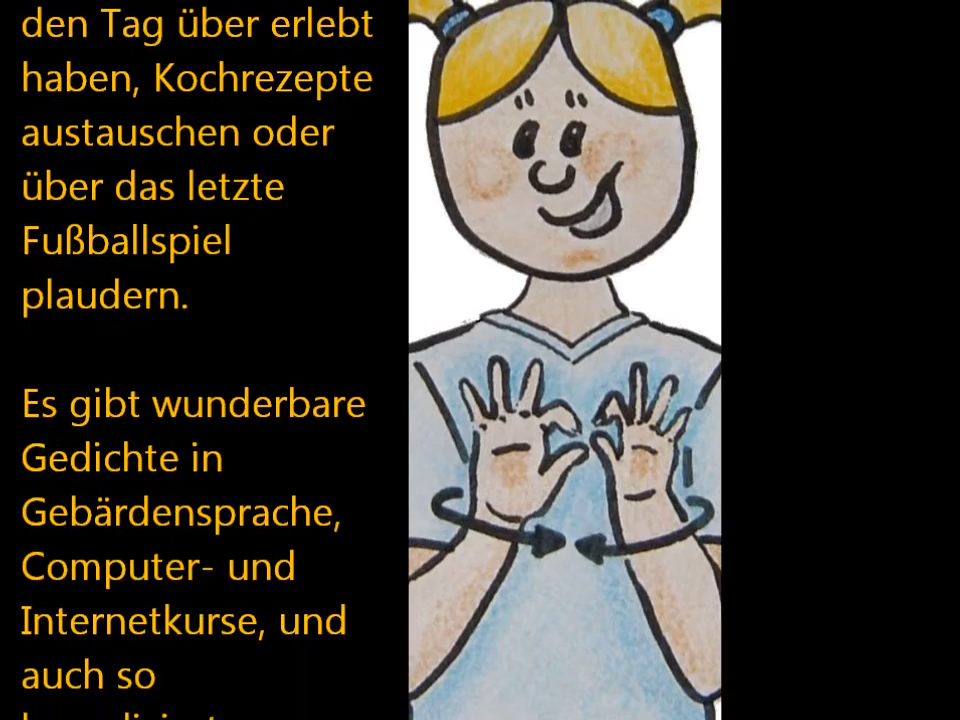 den Tag über erlebt
haben, Kochrezepte
austauschen oder
über das letzte
Fußballspiel
plaudern.
Es gibt wunderbare
Gedichte in
Gebärdensprache,
Computer- und
Internetkurse, und
auch so